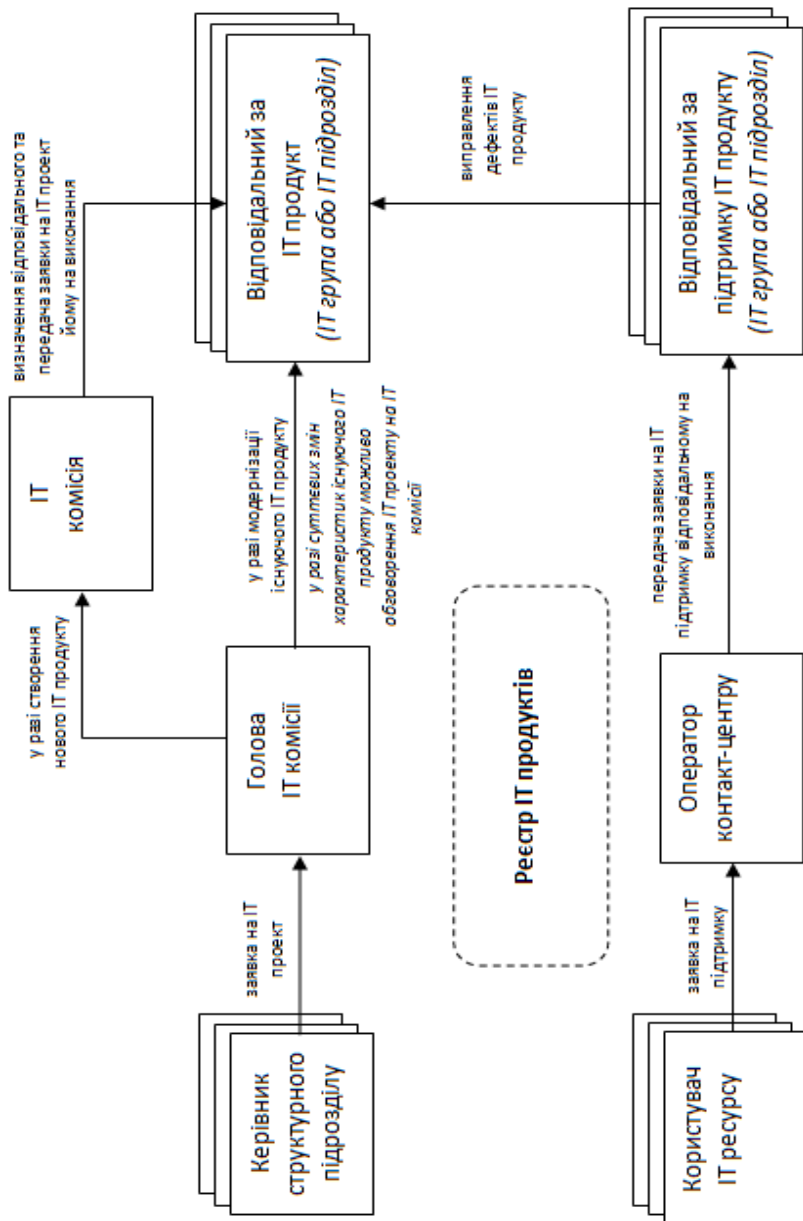 у разі створення
нового ІТ продукту
ІТ
комісія
визначення відповідального та
передача заявки на ІТ проект
йому на виконання
Керівник
структурного
підрозділу
заявка на ІТ
проект
Голова
ІТ комісії
у разі модернізації
існуючого ІТ продукту
у разі суттєвих змін
характеристик існуючого ІТ
продукту можливо
обговорення ІТ проекту на ІТ
комісії
Відповідальний за
ІТ продукт
(ІТ група або ІТ підрозділ)
Реєстр ІТ продуктів
виправлення
дефектів ІТ
продукту
Користувач
ІТ ресурсу
заявка на ІТ
підтримку
Оператор
контакт-центру
передача заявки на ІТ
підтримку відповідальному на
виконання
Відповідальний за
підтримку ІТ продукту
(ІТ група або ІТ підрозділ)